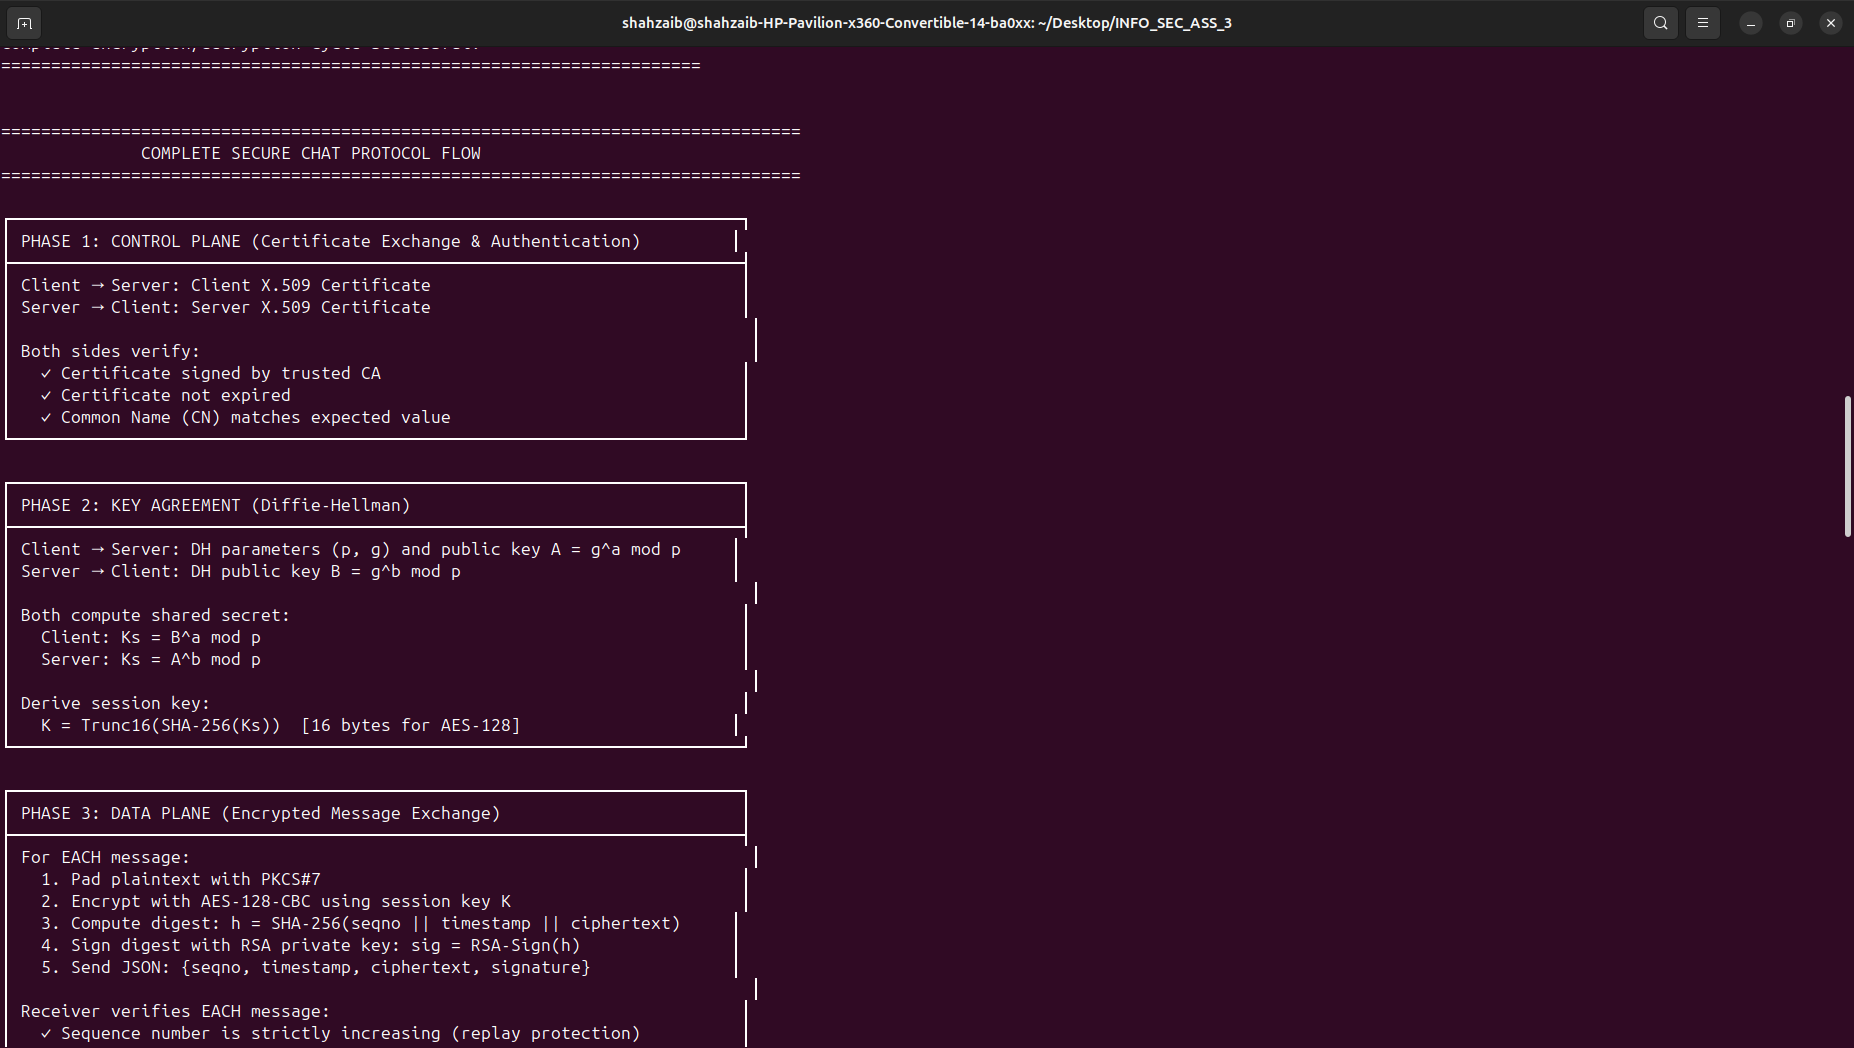 shahzaib@shahzaib-HP-Pavilion-x360-Convertible-14-ba0xx: ~/Desktop/INFO_SEC_ASS_3
======================================================================
================================================================================
COMPLETE SECURE CHAT PROTOCOL FLOW
================================================================================
PHASE 1: CONTROL PLANE (Certificate Exchange & Authentication)
Client → Server: Client X.509 Certificate
Server → Client: Server X.509 Certificate
Both sides verify:
✓ Certificate signed by trusted CA
✓ Certificate not expired
✓ Common Name (CN) matches expected value
PHASE 2: KEY AGREEMENT (Diffie-Hellman)
Client → Server: DH parameters (p, g) and public key A = g^a mod p
Server → Client: DH public key B = g^b mod p
Both compute shared secret:
Client: Ks = B^a mod p
Server: Ks = A^b mod p
Derive session key:
K = Trunc16(SHA-256(Ks))  [16 bytes for AES-128]
PHASE 3: DATA PLANE (Encrypted Message Exchange)
For EACH message:
1. Pad plaintext with PKCS#7
2. Encrypt with AES-128-CBC using session key K
3. Compute digest: h = SHA-256(seqno || timestamp || ciphertext)
4. Sign digest with RSA private key: sig = RSA-Sign(h)
5. Send JSON: {seqno, timestamp, ciphertext, signature}
Receiver verifies EACH message:
✓ Sequence number is strictly increasing (replay protection)